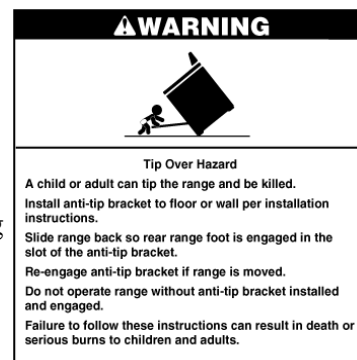 WARNING
Tip Over Hazard
A child or adult can tip the range and be killed.
Install anti-tip bracket to floor or wall per installation
instructions.
Slide range back so rear range foot is engaged in the
slot of the anti-tip bracket.
Re-engage anti-tip bracket if range is moved.
Do not operate range without anti-tip bracket installed
and engaged.
Failure to follow these instructions can result in death or
serious burns to children and adults.